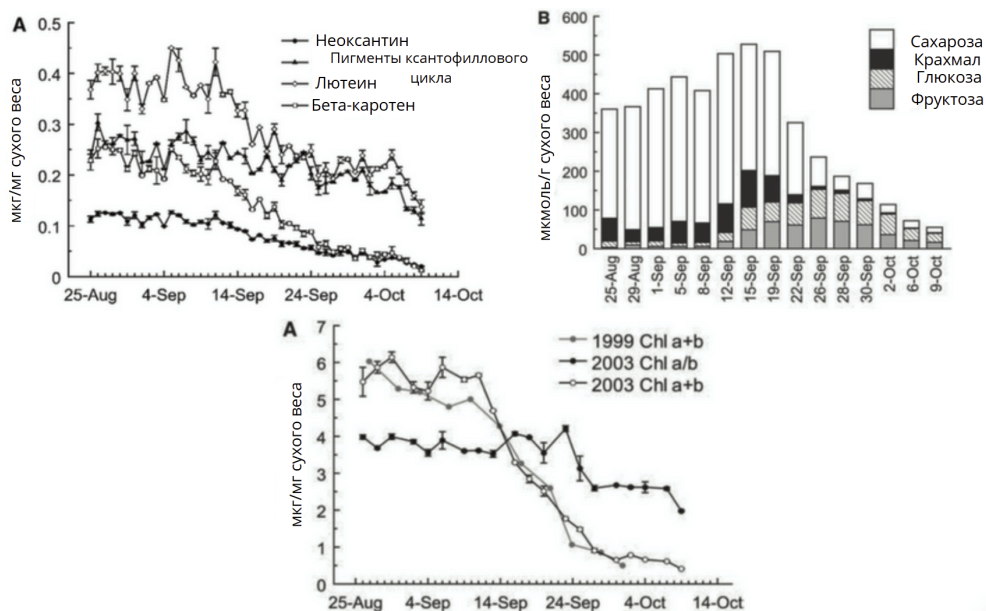 A
0.5
0.4
0.3
0.2
0.1
0
мкг/мг сухого веса
Неоксантин
Пигменты ксантофиллового
цикла
Лютеин
Бета-каротен
25-Aug 4-Sep 14-Sep 24-Sep 4-Oct 14-Oct
B
600
500
400
300
200
100
0
мкмоль/г сухого веса
Сахароза
Крахмал
Глюкоза
Фруктоза
25-Aug
29-Aug
1-Sep
5-Sep
8-Sep
12-Sep
15-Sep
19-Sep
22-Sep
26-Sep
28-Sep
30-Sep
2-Oct
6-Oct
9-Oct
A
7
6
5
4
3
2
1
0
мкг/мг сухого веса
1999 Chl a+b
2003 Chl a/b
2003 Chl a+b
25-Aug 4-Sep 14-Sep 24-Sep 4-Oct 14-Oct